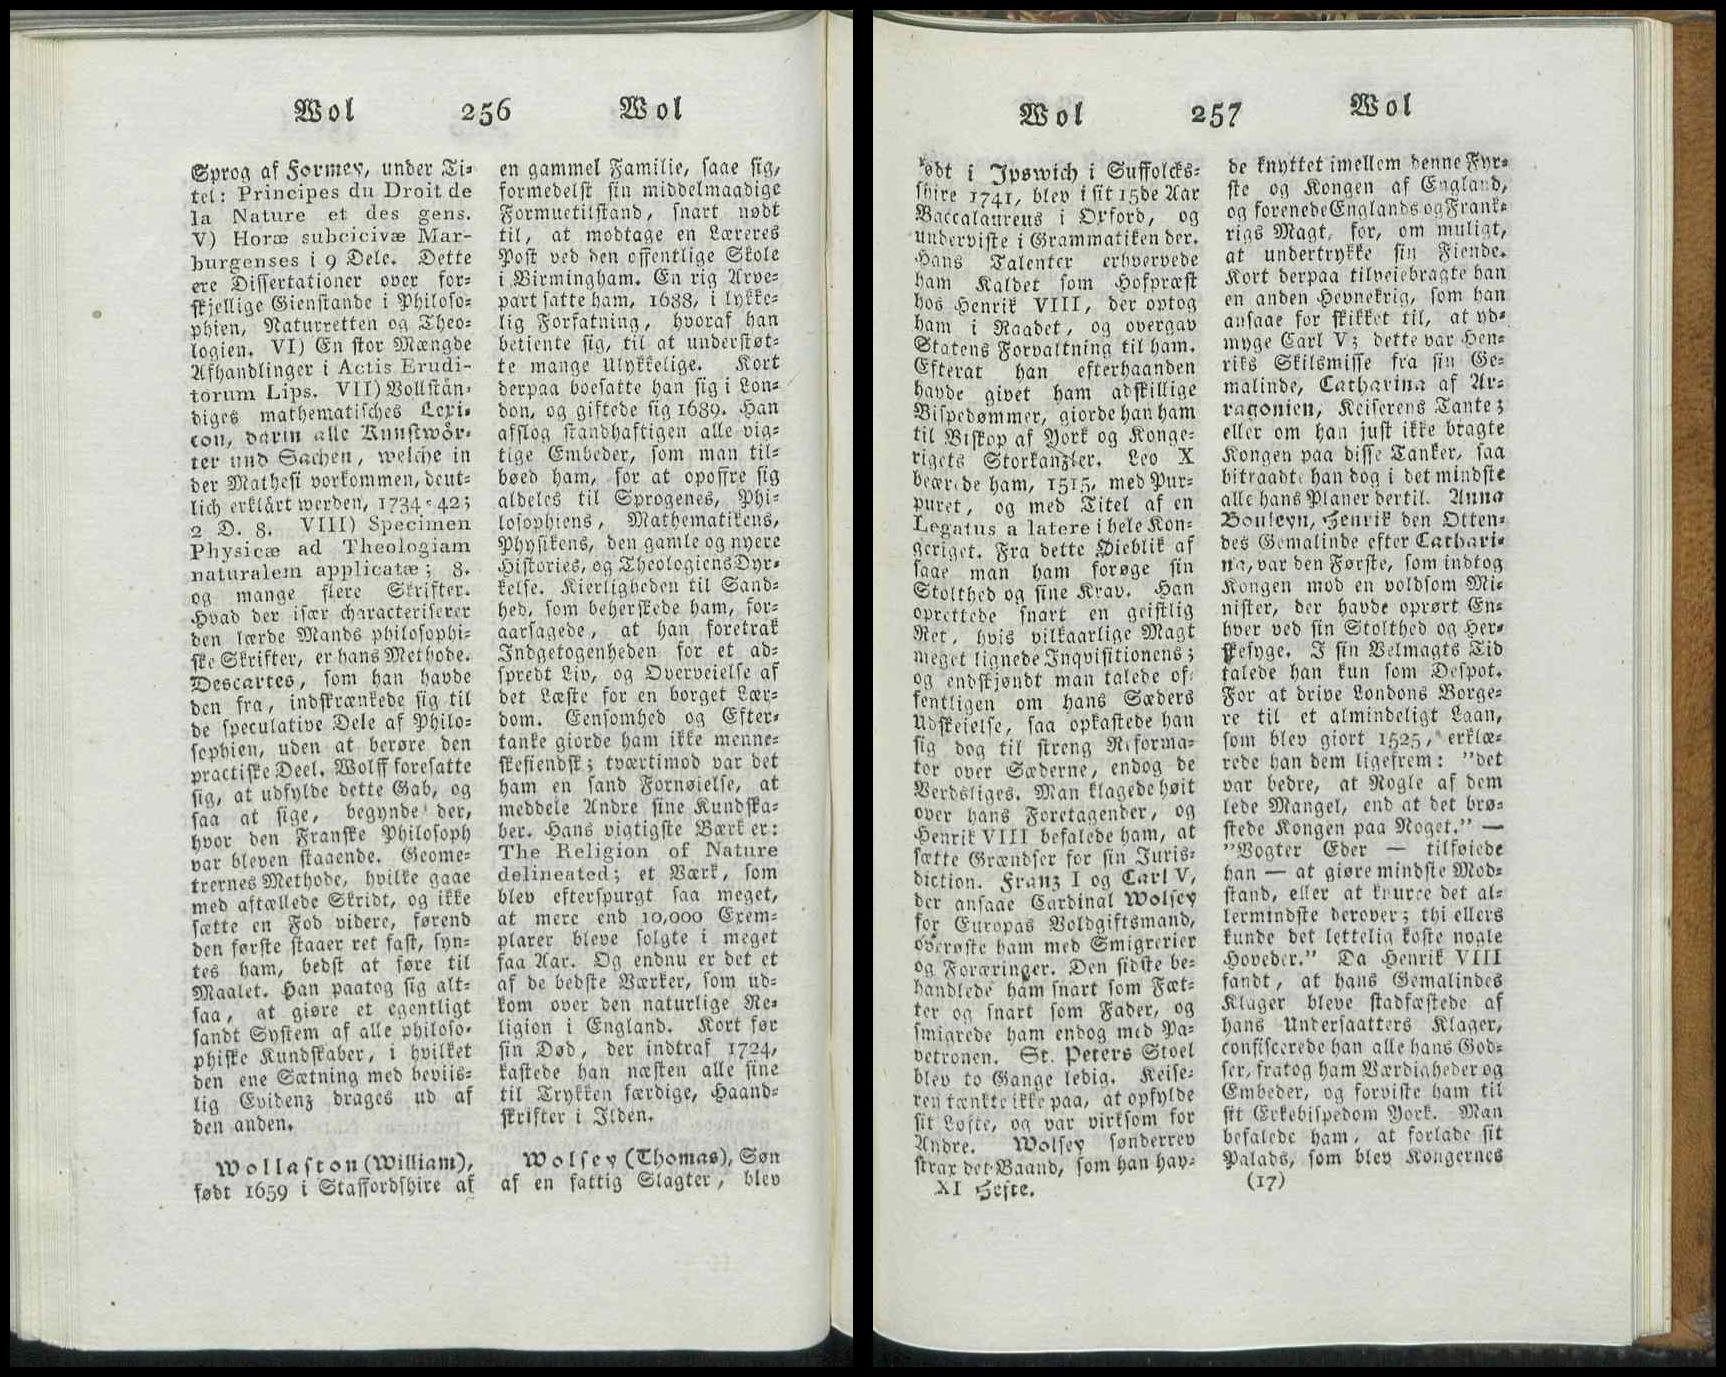 Wol 256 Wol
Sprog af Formey, under Ti-
tel: Principes du Droit de
la Nature et des gens.
V) Horæ subcicivæ Mar-
burgenses i 9 Dele. Dette
ere Dissertationer over for-
skjellige Gienstande i Philoso-
phien, Naturretten og Theo-
logien. VI) En stor Mængde
Afhandlinger i Actis Erudi-
torum Lips. VII) Vollstän-
diges mathematisches Lexi-
con, darin alle Kunstwör-
ter und Sachen, welche in
der Mathesi vorkommen, deut-
lich erklärt werden, 1734-42;
2 D. 8. VIII) Specimen
Physicæ ad Theologiam
naturalem applicatæ; 8.
og mange flere Skrifter.
Hvad der især characteriserer
den lærde Mands philosophi-
ske Skrifter, er hans Methode.
Descartes, som han havde
den fra, indskrænkede sig til
de speculative Dele af Philo-
sophien, uden at berøre den
practiske Deel. Wolff foresatte
sig, at udfylde dette Gab, og
saa at sige, begynde der,
hvor den Franske Philosoph
var bleven staaende. Geome-
trernes Methode, hvilke gaae
med aftællede Skridt, og ikke
sætte en Fod videre, førend
den første staaer ret fast, syn-
tes ham, bedst at føre til
Maalet. Han paatog sig alt-
saa, at giøre et egentligt
sandt System af alle philoso-
phiske Kundskaber, i hvilket
den ene Sætning med beviis-
lig Evidenz drages ud af
den anden.
Wollaston (William),
født 1659 i Staffordshire af
en gammel Familie, saae sig,
formedelst sin middelmaadige
Formuetilstand, snart nødt
til, at modtage en Læreres
Post ved den offentlige Skole
i Birmingham. En rig Arve-
part satte ham, 1688, i lykke-
lig Forfatning, hvoraf han
betiente sig, til at understøt-
te mange Ulykkelige. Kort
derpaa boesatte han sig i Lon-
don, og giftede sig 1689. Han
afslog standhaftigen alle vig-
tige Embeder, som man til-
bøed ham, for at opoffre sig
aldeles til Sprogenes, Phi-
losophiens, Mathematikens,
Physikens, den gamle og nyere
Histories, og Theologiens Dyr-
kelse. Kierligheden til Sand-
hed, som beherskede ham, for-
aarsagede, at han foretrak
Indgetogenheden for et ad-
spredt Liv, og Overveielse af
det Læste for en borget Lær-
dom. Eensomhed og Efter-
tanke giorde ham ikke menne-
skefiendsk; tværtimod var det
ham en sand Fornøielse, at
meddele Andre sine Kundska-
ber. Hans vigtigste Værk er:
The Religion of Nature
delineated; et Værk, som
blev efterspurgt saa meget,
at mere end 10,000 Exem-
plarer bleve solgte i meget
faa Aar. Og endnu er det et
af de bedste Værker, som ud-
kom over den naturlige Re-
ligion i England. Kort før
sin Død, der indtraf 1724,
kastede han næsten alle sine
til Trykken færdige, Haand-
skrifter i Ilden.
Wolsey (Thomas), Søn
af en fattig Slagter, blev
Wol 257 Wol
født i Ipswich i Suffolcks-
shire 1741, blev i sit 15de Aar
Baccalaureus i Oxford, og
underviste i Grammatiken der.
Hans Talenter erhvervede
ham Kaldet som Hofpræst
hos Henrik VIII, der optog
ham i Raadet, og overgav
Statens Forvaltning til ham.
Efterat han efterhaanden
havde givet ham adskillige
Bispedømmer, giorde han ham
til Biskop af York og Konge-
rigets Storkanzler. Leo X
beærede ham, 1515, med Pur-
puret, og med Titel af en
Legatus a latere i hele Kon-
geriget. Fra dette Øieblik af
saae man ham forøge sin
Stolthed og sine Krav. Han
oprettede snart en geistlig
Ret, hvis vilkaarlige Magt
meget lignede Inqvisitionens;
og endskjøndt man talede of-
fentligen om hans Sæders
Udskeielse, saa opkastede han
sig dog til streng Reforma-
tor over Sæderne, endog de
Verdsliges. Man klagede høit
over hans Foretagender, og
Henrik VIII befalede ham, at
sætte Grændser for sin Juris-
diction. Franz I og Carl V,
der ansaae Cardinal Wolsey
for Europas Voldgiftsmand,
overøste ham med Smigrerier
og Foræringer. Den sidste be-
handlede ham snart som Fæt-
ter og snart som Fader, og
smigrede ham endog med Pa-
vetronen. St. Peters Stoel
blev to Gange ledig. Keise-
ren tænkte ikke paa, at opfylde
sit Løfte, og var virksom for
Andre. Wolsey sønderrev
strax det Baand, som han hav-
XI Hefte.
de knyttet imellem denne Fyr-
ste og Kongen af England,
og forenede Englands og Frank-
rigs Magt, for, om muligt,
at undertrykke sin Fiende.
Kort derpaa tilveiebragte han
en anden Hevnekrig, som han
ansaae for skikket til, at yd-
myge Carl V; dette var Hen-
riks Skilsmisse fra sin Ge-
malinde, Catharina af Ar-
ragonien, Keiserens Tante;
eller om han just ikke bragte
Kongen paa disse Tanker, saa
bitraadte han dog i det mindste
alle hans Planer dertil. Anna
Bouleyn, Henrik den Otten-
des Gemalinde efter Cathari-
na, var den Første, som indtog
Kongen mod en voldsom Mi-
nister, der havde oprørt En-
hver ved sin Stolthed og Her-
skesyge. I sin Velmagts Tid
talede han kun som Despot.
For at drive Londons Borge-
re til et almindeligt Laan,
som blev giort 1525, erklæ-
rede han dem ligefrem: "det
var bedre, at Nogle af dem
lede Mangel, end at det brø-
stede Kongen paa Noget." —
"Vogter Eder — tilføiede
han — at giøre mindste Mod-
stand, eller at knurre det al-
lermindste derover; thi ellers
kunde det lettelig koste nogle
Hoveder." Da Henrik VIII
fandt, at hans Gemalindes
Klager bleve stadfæstede af
hans Undersaatters Klager,
confiscerede han alle hans God-
ser, fratog ham Værdigheder og
Embeder, og forviste ham til
sit Erkebispedom York. Man
befalede ham, at forlade sit
Palads, som blev Kongernes
(17)